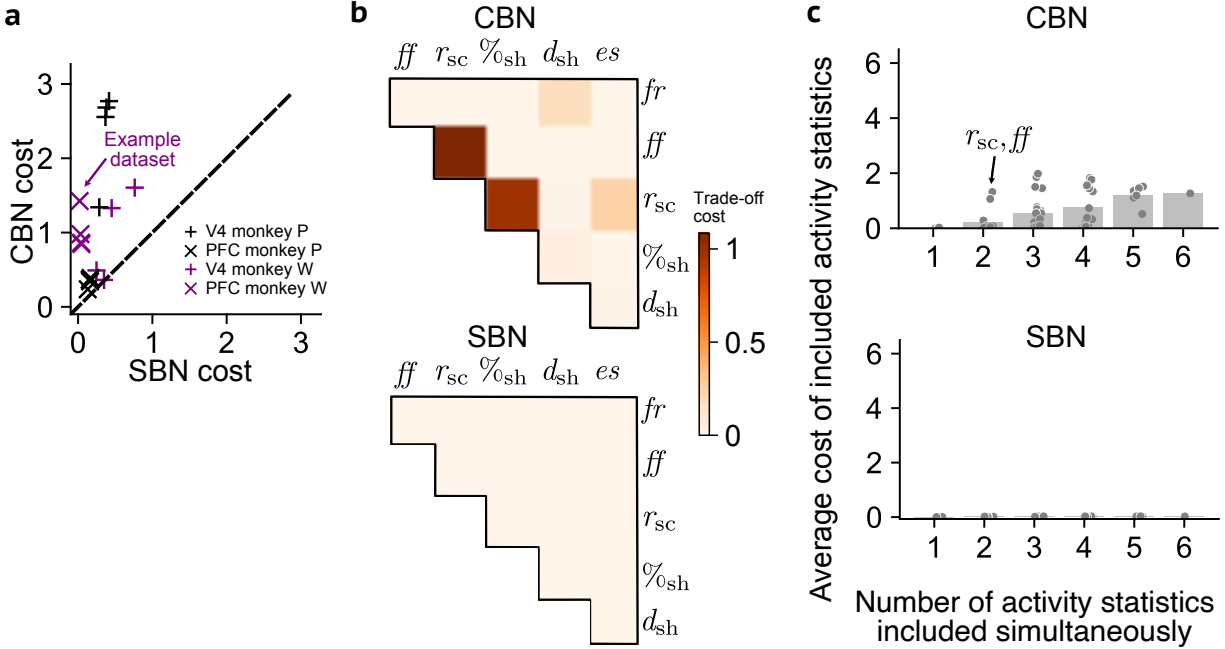 a
CBN cost
3
2
1
0
Example
dataset
+ V4 monkey P
× PFC monkey P
+ V4 monkey W
× PFC monkey W
0 1 2 3
SBN cost
b
CBN
ff r_sc %_sh d_sh es
fr
ff
r_sc
%_sh
d_sh
Trade-off
cost
1
0.5
0
SBN
ff r_sc %_sh d_sh es
fr
ff
r_sc
%_sh
d_sh
c
CBN
Average cost of included activity statistics
6
4
2
0
r_sc, ff
1 2 3 4 5 6
SBN
6
4
2
0
1 2 3 4 5 6
Number of activity statistics
included simultaneously